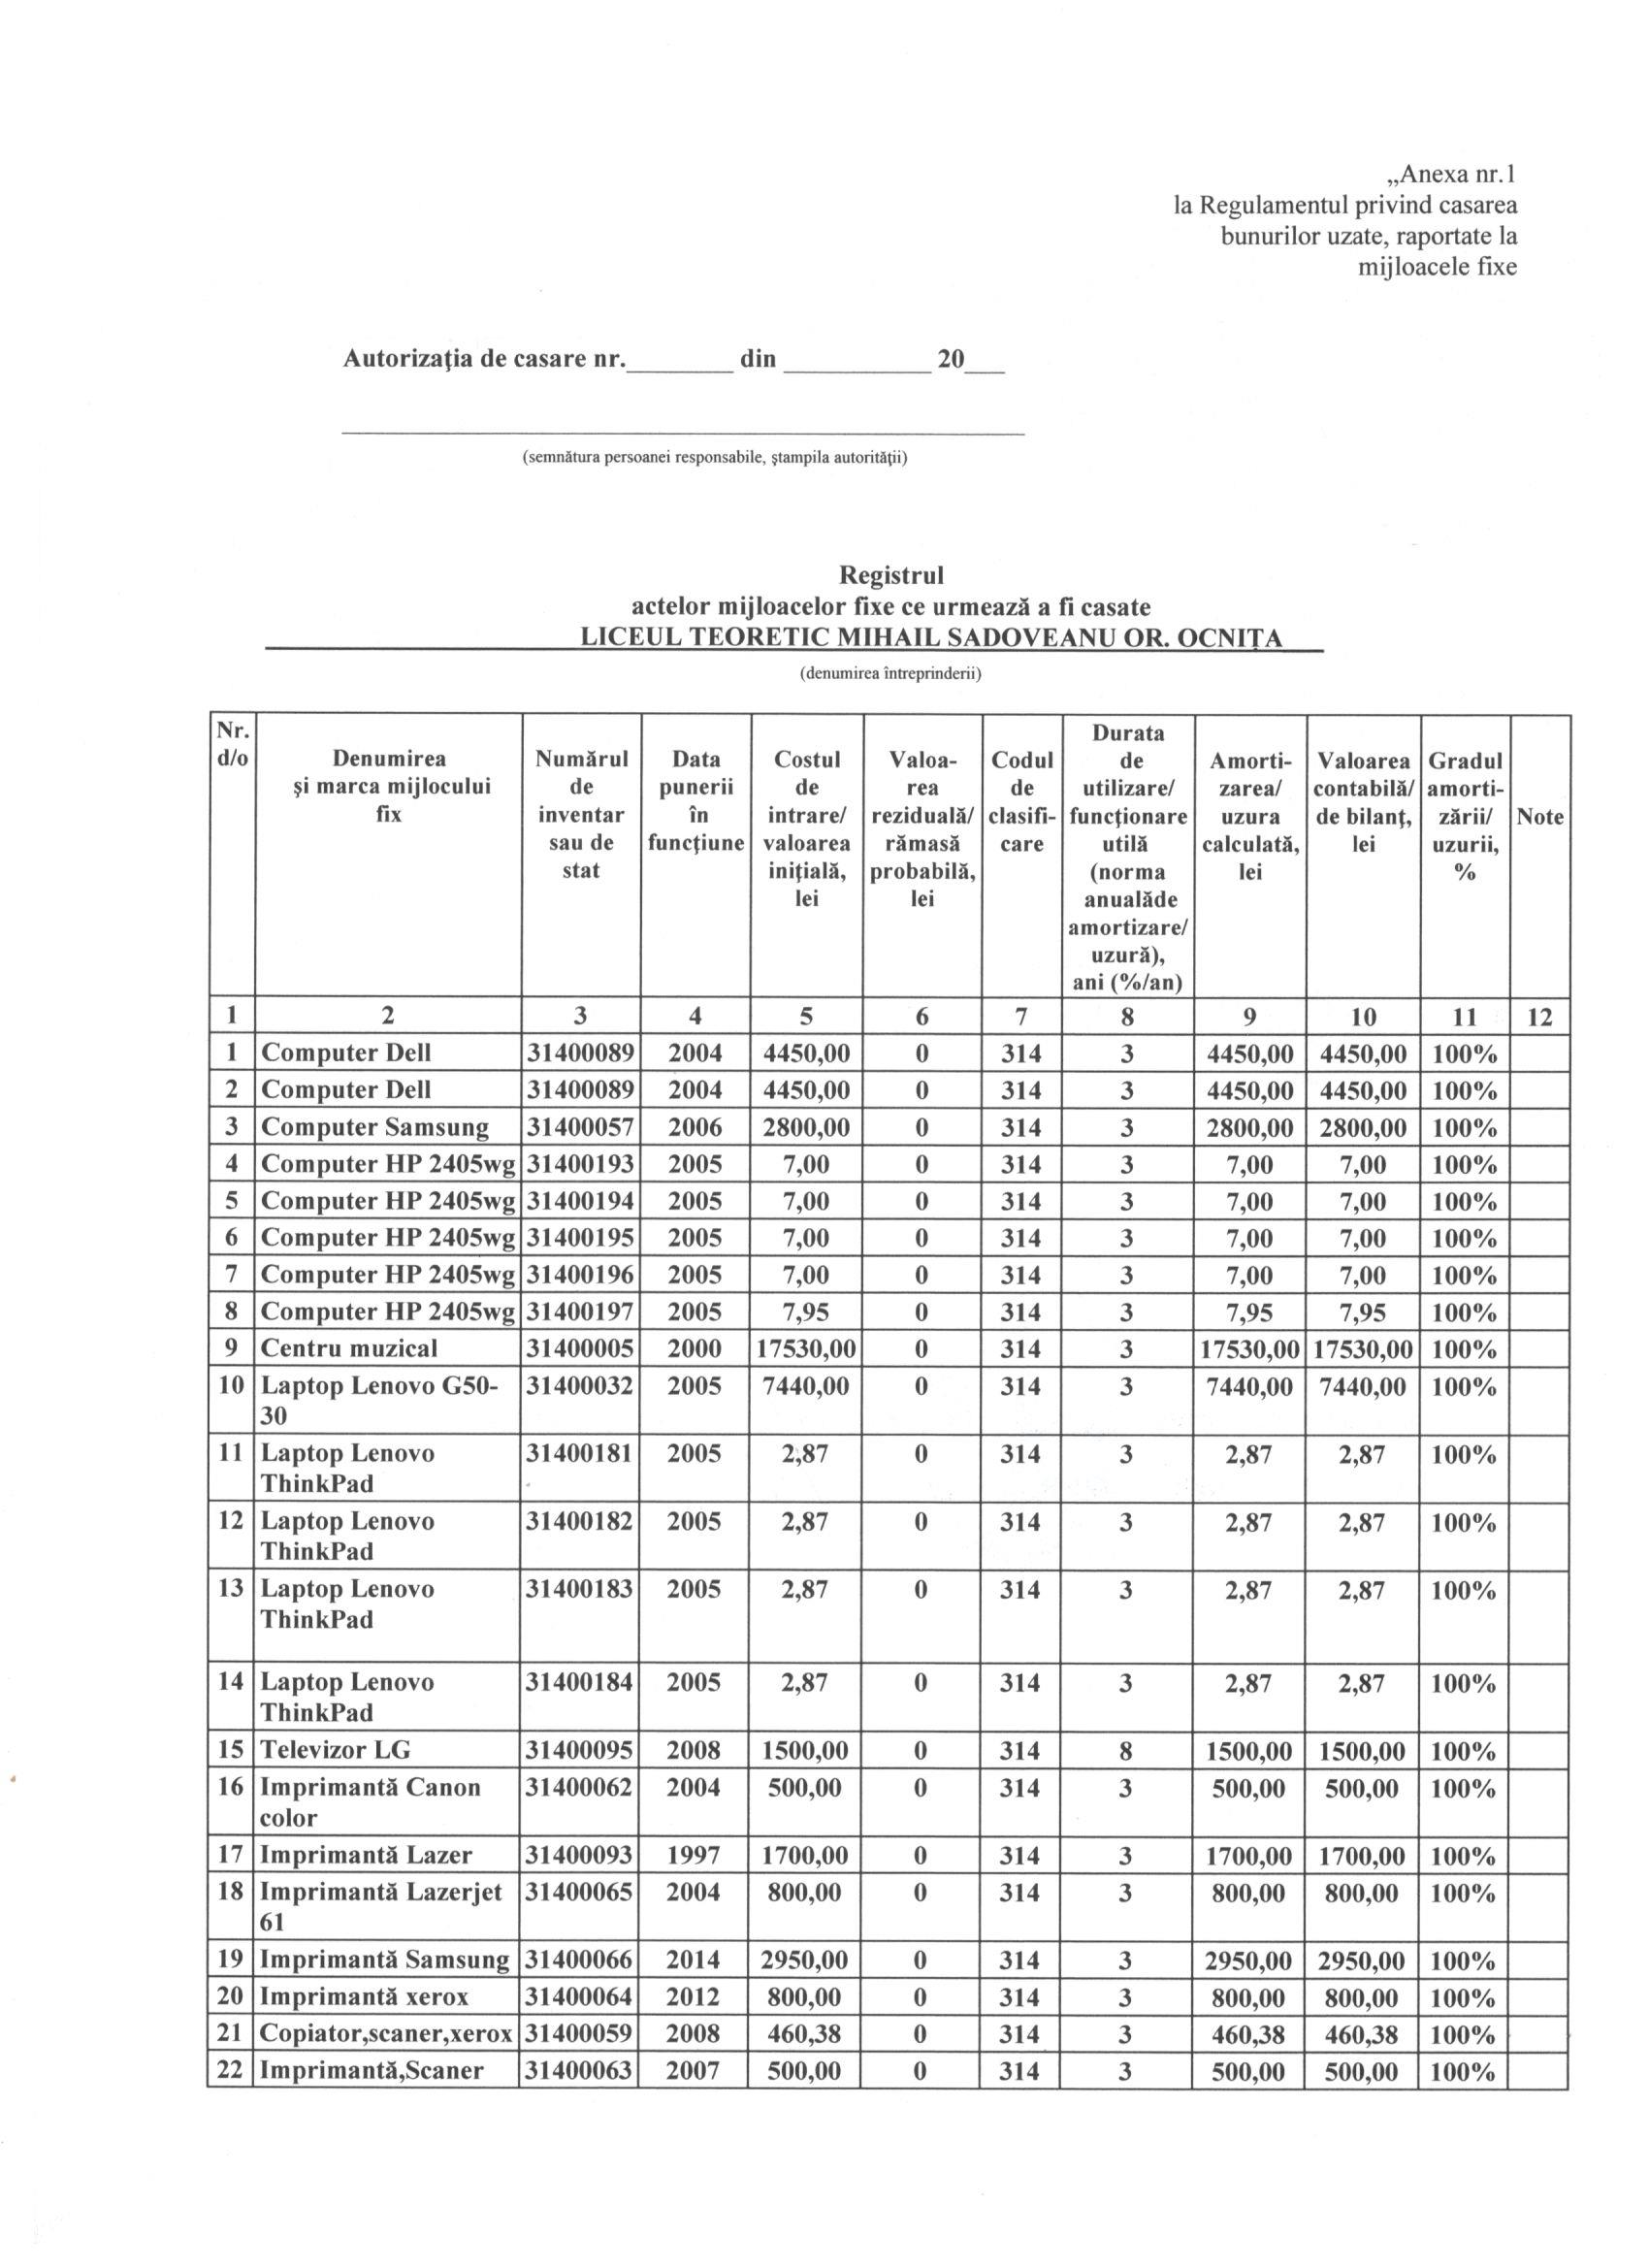 „Anexa nr.1
la Regulamentul privind casarea
bunurilor uzate, raportate la
mijloacele fixe
Autorizaţia de casare nr.________ din ___________ 20___
(semnătura persoanei responsabile, ştampila autorităţii)
Registrul
actelor mijloacelor fixe ce urmează a fi casate
LICEUL TEORETIC MIHAIL SADOVEANU OR. OCNIȚA
(denumirea întreprinderii)
Nr. d/o | Denumirea şi marca mijlocului fix | Numărul de inventar sau de stat | Data punerii în funcţiune | Costul de intrare/ valoarea iniţială, lei | Valoa- rea reziduală/ rămasă probabilă, lei | Codul de clasifi- care | Durata de utilizare/ funcţionare utilă (norma anualăde amortizare/ uzură), ani (%/an) | Amorti- zarea/ uzura calculată, lei | Valoarea contabilă/ de bilanţ, lei | Gradul amorti- zării/ uzurii, % | Note
1 2 3 4 5 6 7 8 9 10 11 12
1 Computer Dell 31400089 2004 4450,00 0 314 3 4450,00 4450,00 100%
2 Computer Dell 31400089 2004 4450,00 0 314 3 4450,00 4450,00 100%
3 Computer Samsung 31400057 2006 2800,00 0 314 3 2800,00 2800,00 100%
4 Computer HP 2405wg 31400193 2005 7,00 0 314 3 7,00 7,00 100%
5 Computer HP 2405wg 31400194 2005 7,00 0 314 3 7,00 7,00 100%
6 Computer HP 2405wg 31400195 2005 7,00 0 314 3 7,00 7,00 100%
7 Computer HP 2405wg 31400196 2005 7,00 0 314 3 7,00 7,00 100%
8 Computer HP 2405wg 31400197 2005 7,95 0 314 3 7,95 7,95 100%
9 Centru muzical 31400005 2000 17530,00 0 314 3 17530,00 17530,00 100%
10 Laptop Lenovo G50- 31400032 2005 7440,00 0 314 3 7440,00 7440,00 100%
30
11 Laptop Lenovo 31400181 2005 2,87 0 314 3 2,87 2,87 100%
ThinkPad
12 Laptop Lenovo 31400182 2005 2,87 0 314 3 2,87 2,87 100%
ThinkPad
13 Laptop Lenovo 31400183 2005 2,87 0 314 3 2,87 2,87 100%
ThinkPad
14 Laptop Lenovo 31400184 2005 2,87 0 314 3 2,87 2,87 100%
ThinkPad
15 Televizor LG 31400095 2008 1500,00 0 314 8 1500,00 1500,00 100%
16 Imprimantă Canon 31400062 2004 500,00 0 314 3 500,00 500,00 100%
color
17 Imprimantă Lazer 31400093 1997 1700,00 0 314 3 1700,00 1700,00 100%
18 Imprimantă Lazerjet 31400065 2004 800,00 0 314 3 800,00 800,00 100%
61
19 Imprimantă Samsung 31400066 2014 2950,00 0 314 3 2950,00 2950,00 100%
20 Imprimantă xerox 31400064 2012 800,00 0 314 3 800,00 800,00 100%
21 Copiator,scaner,xerox 31400059 2008 460,38 0 314 3 460,38 460,38 100%
22 Imprimantă,Scaner 31400063 2007 500,00 0 314 3 500,00 500,00 100%